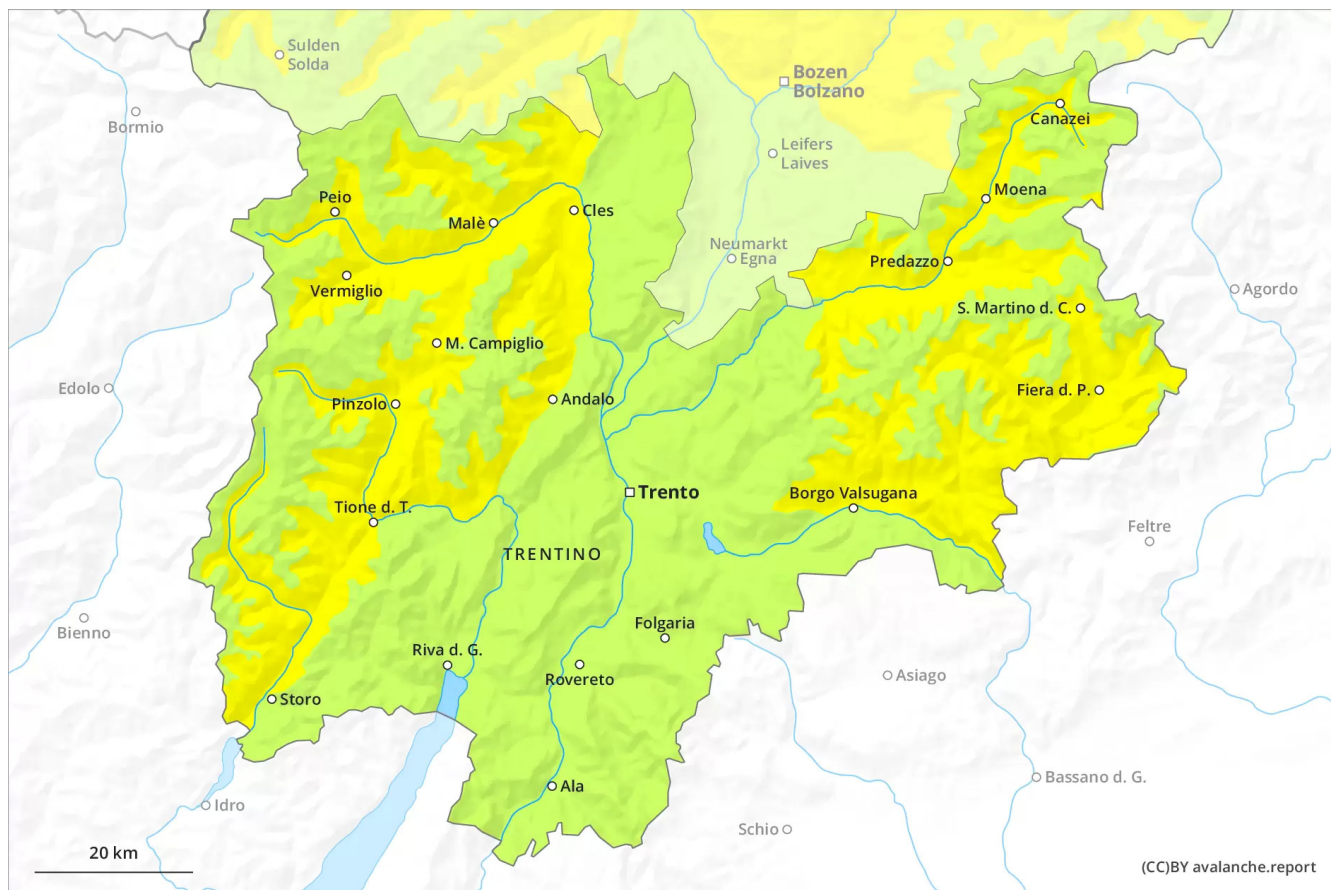 Sulden
Solda
Bozen
Bolzano
Bormio
Canazei
Leifers
Laives
Moena
Peio
Malè
Cles
Neumarkt
Egna
Predazzo
Vermiglio
Agordo
S. Martino d. C.
M. Campiglio
Edolo
Fiera d. P.
Pinzolo
Andalo
Trento
Borgo Valsugana
Tione d. T.
Feltre
TRENTINO
Bienno
Folgaria
Riva d. G.
Rovereto
Asiago
Storo
Bassano d. G.
Ala
Idro
Schio
20 km
(CC)BY avalanche.report